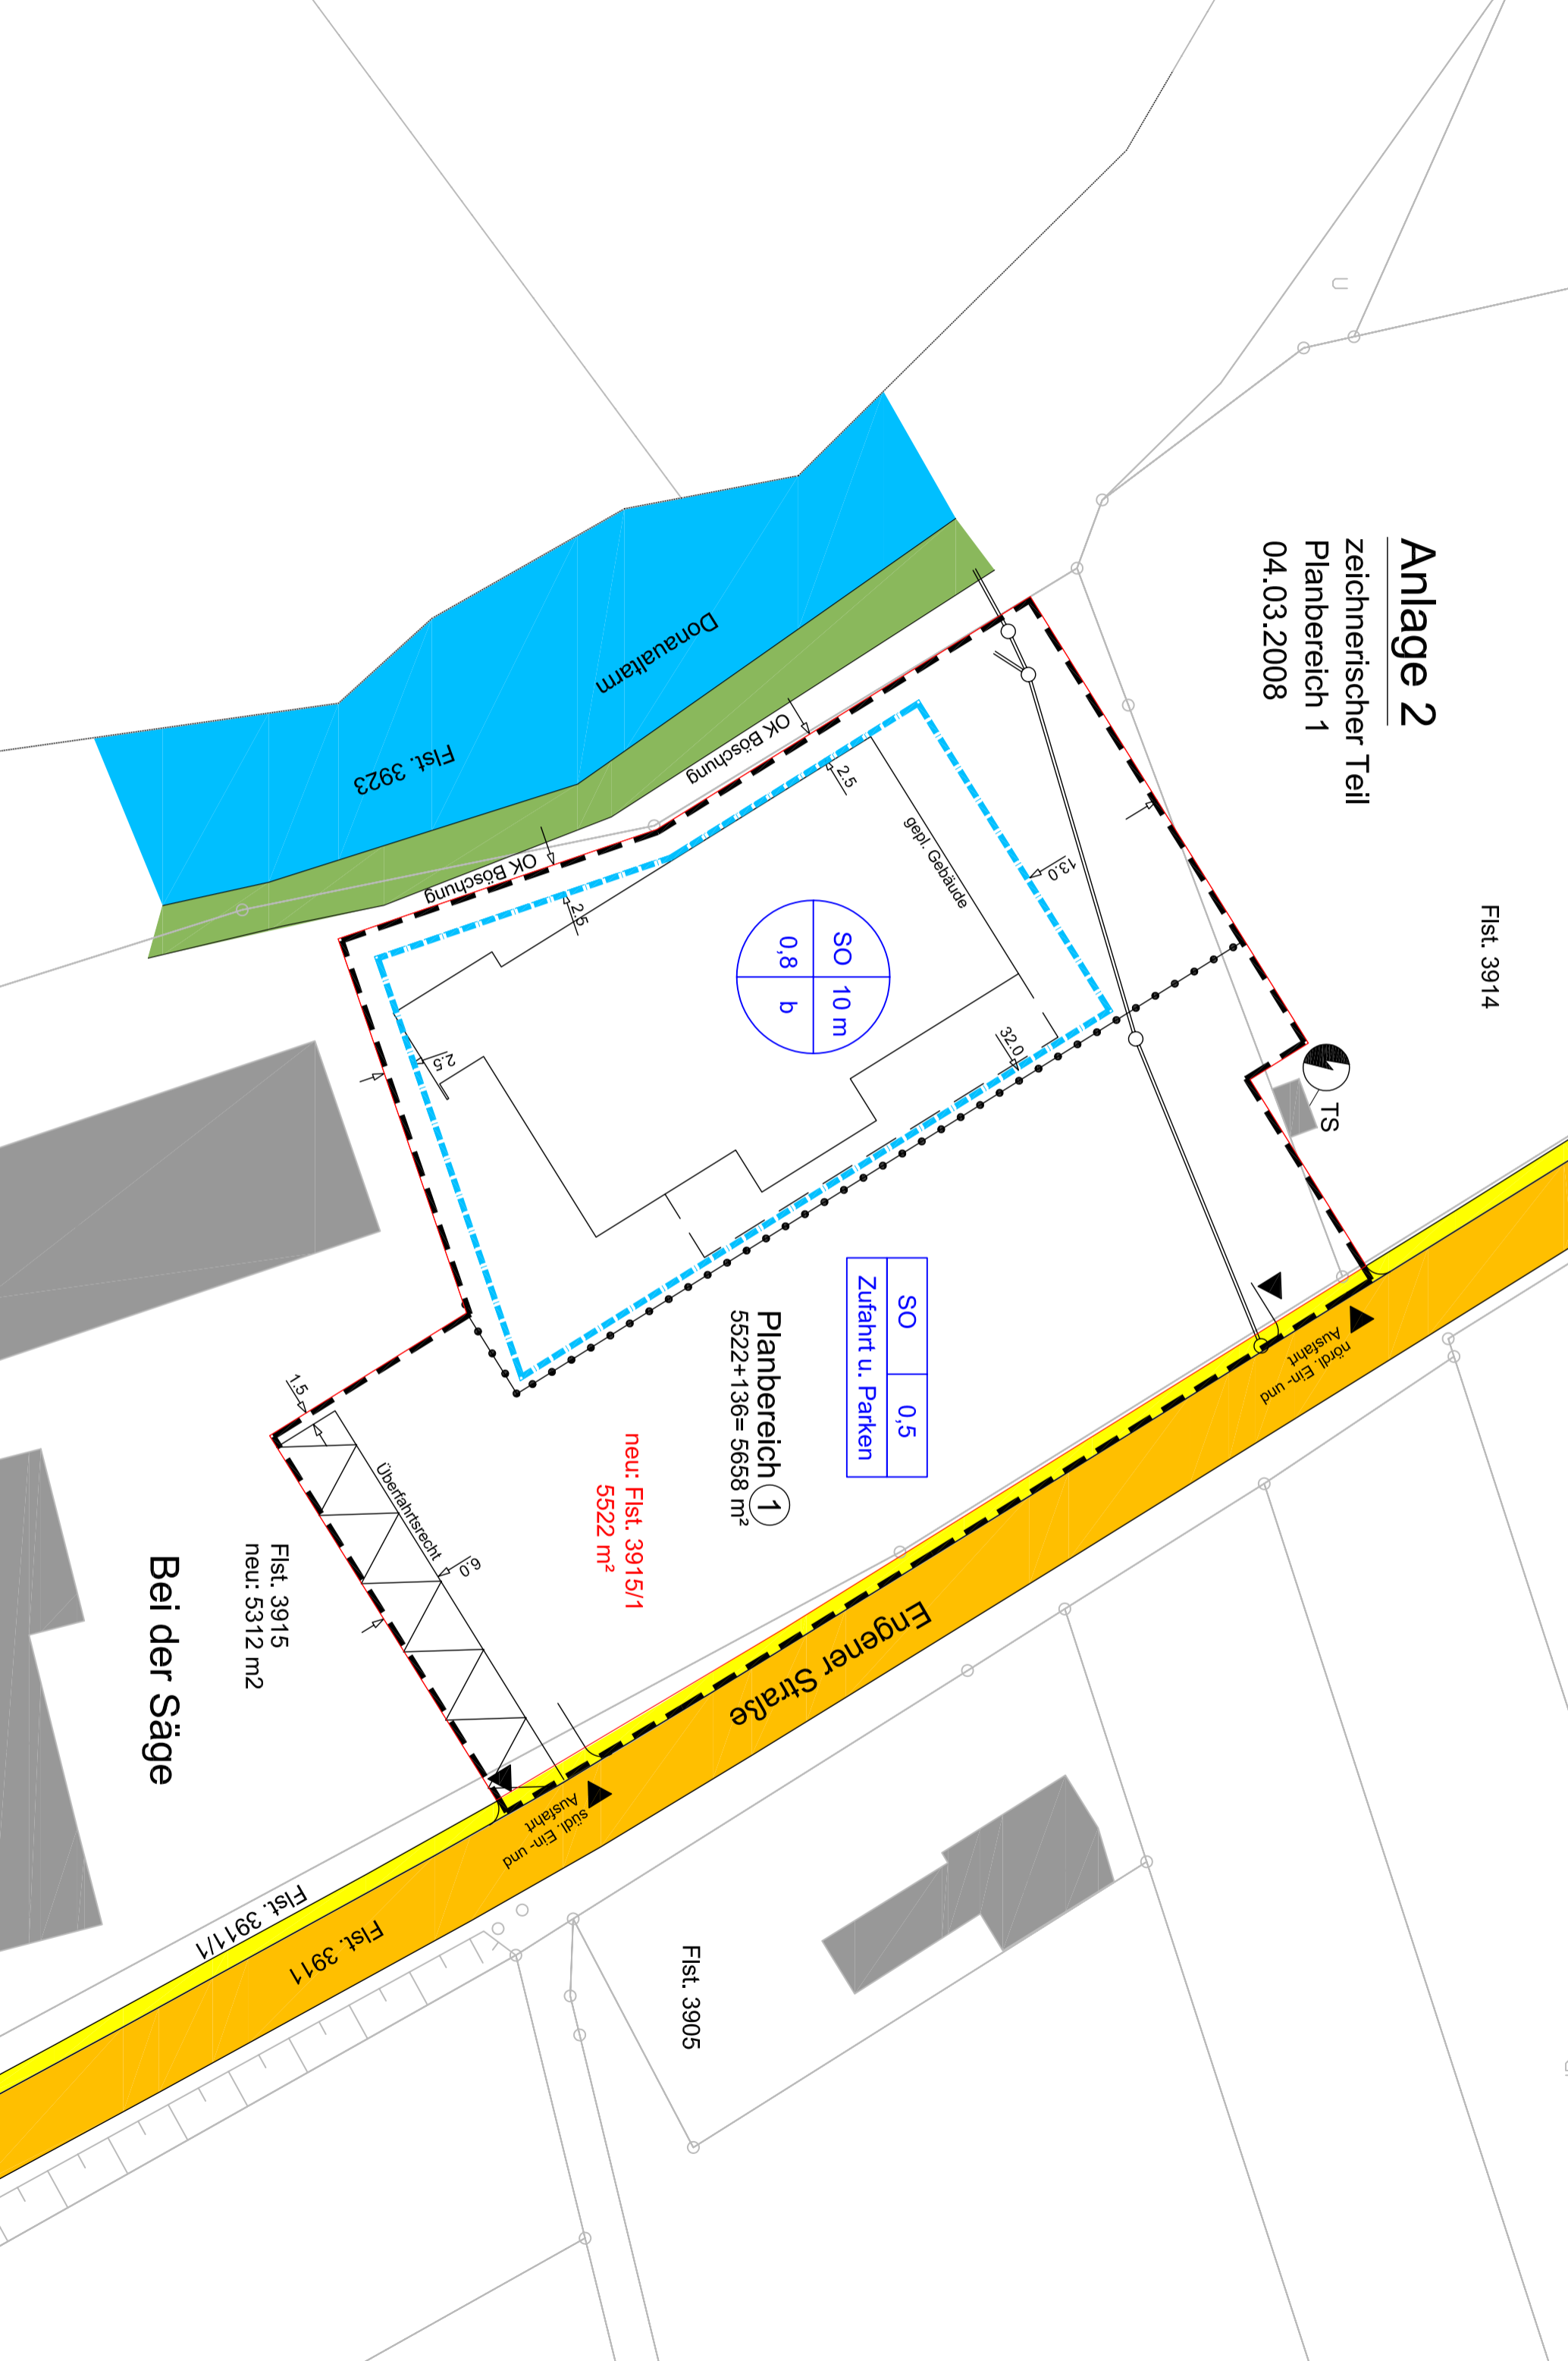 Anlage 2
zeichnerischer Teil
Planbereich 1
04.03.2008
Flst. 3914
U
TS
Donaualtarm
Flst. 3923
OK Böschung
OK Böschung
2.5
2.5
2.5
gepl. Gebäude
13.0
32.0
SO
10 m
0,8
b
SO
0,5
Zufahrt u. Parken
Planbereich 1
5522+136= 5658 m²
neu: Flst. 3915/1
5522 m²
nördl. Ein- und
Ausfahrt
Engener Straße
1.5
Überfahrtsrecht
6.0
südl. Ein- und
Ausfahrt
Flst. 3915
neu: 5312 m2
Bei der Säge
Flst. 3911/1
Flst. 3911
Flst. 3905